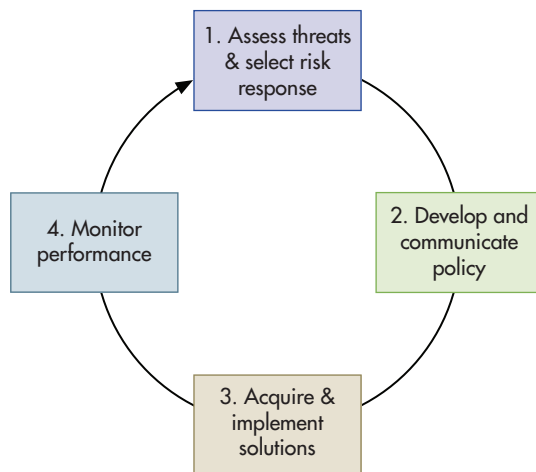 1. Assess threats
& select risk
response
2. Develop and
communicate
policy
3. Acquire &
implement
solutions
4. Monitor
performance